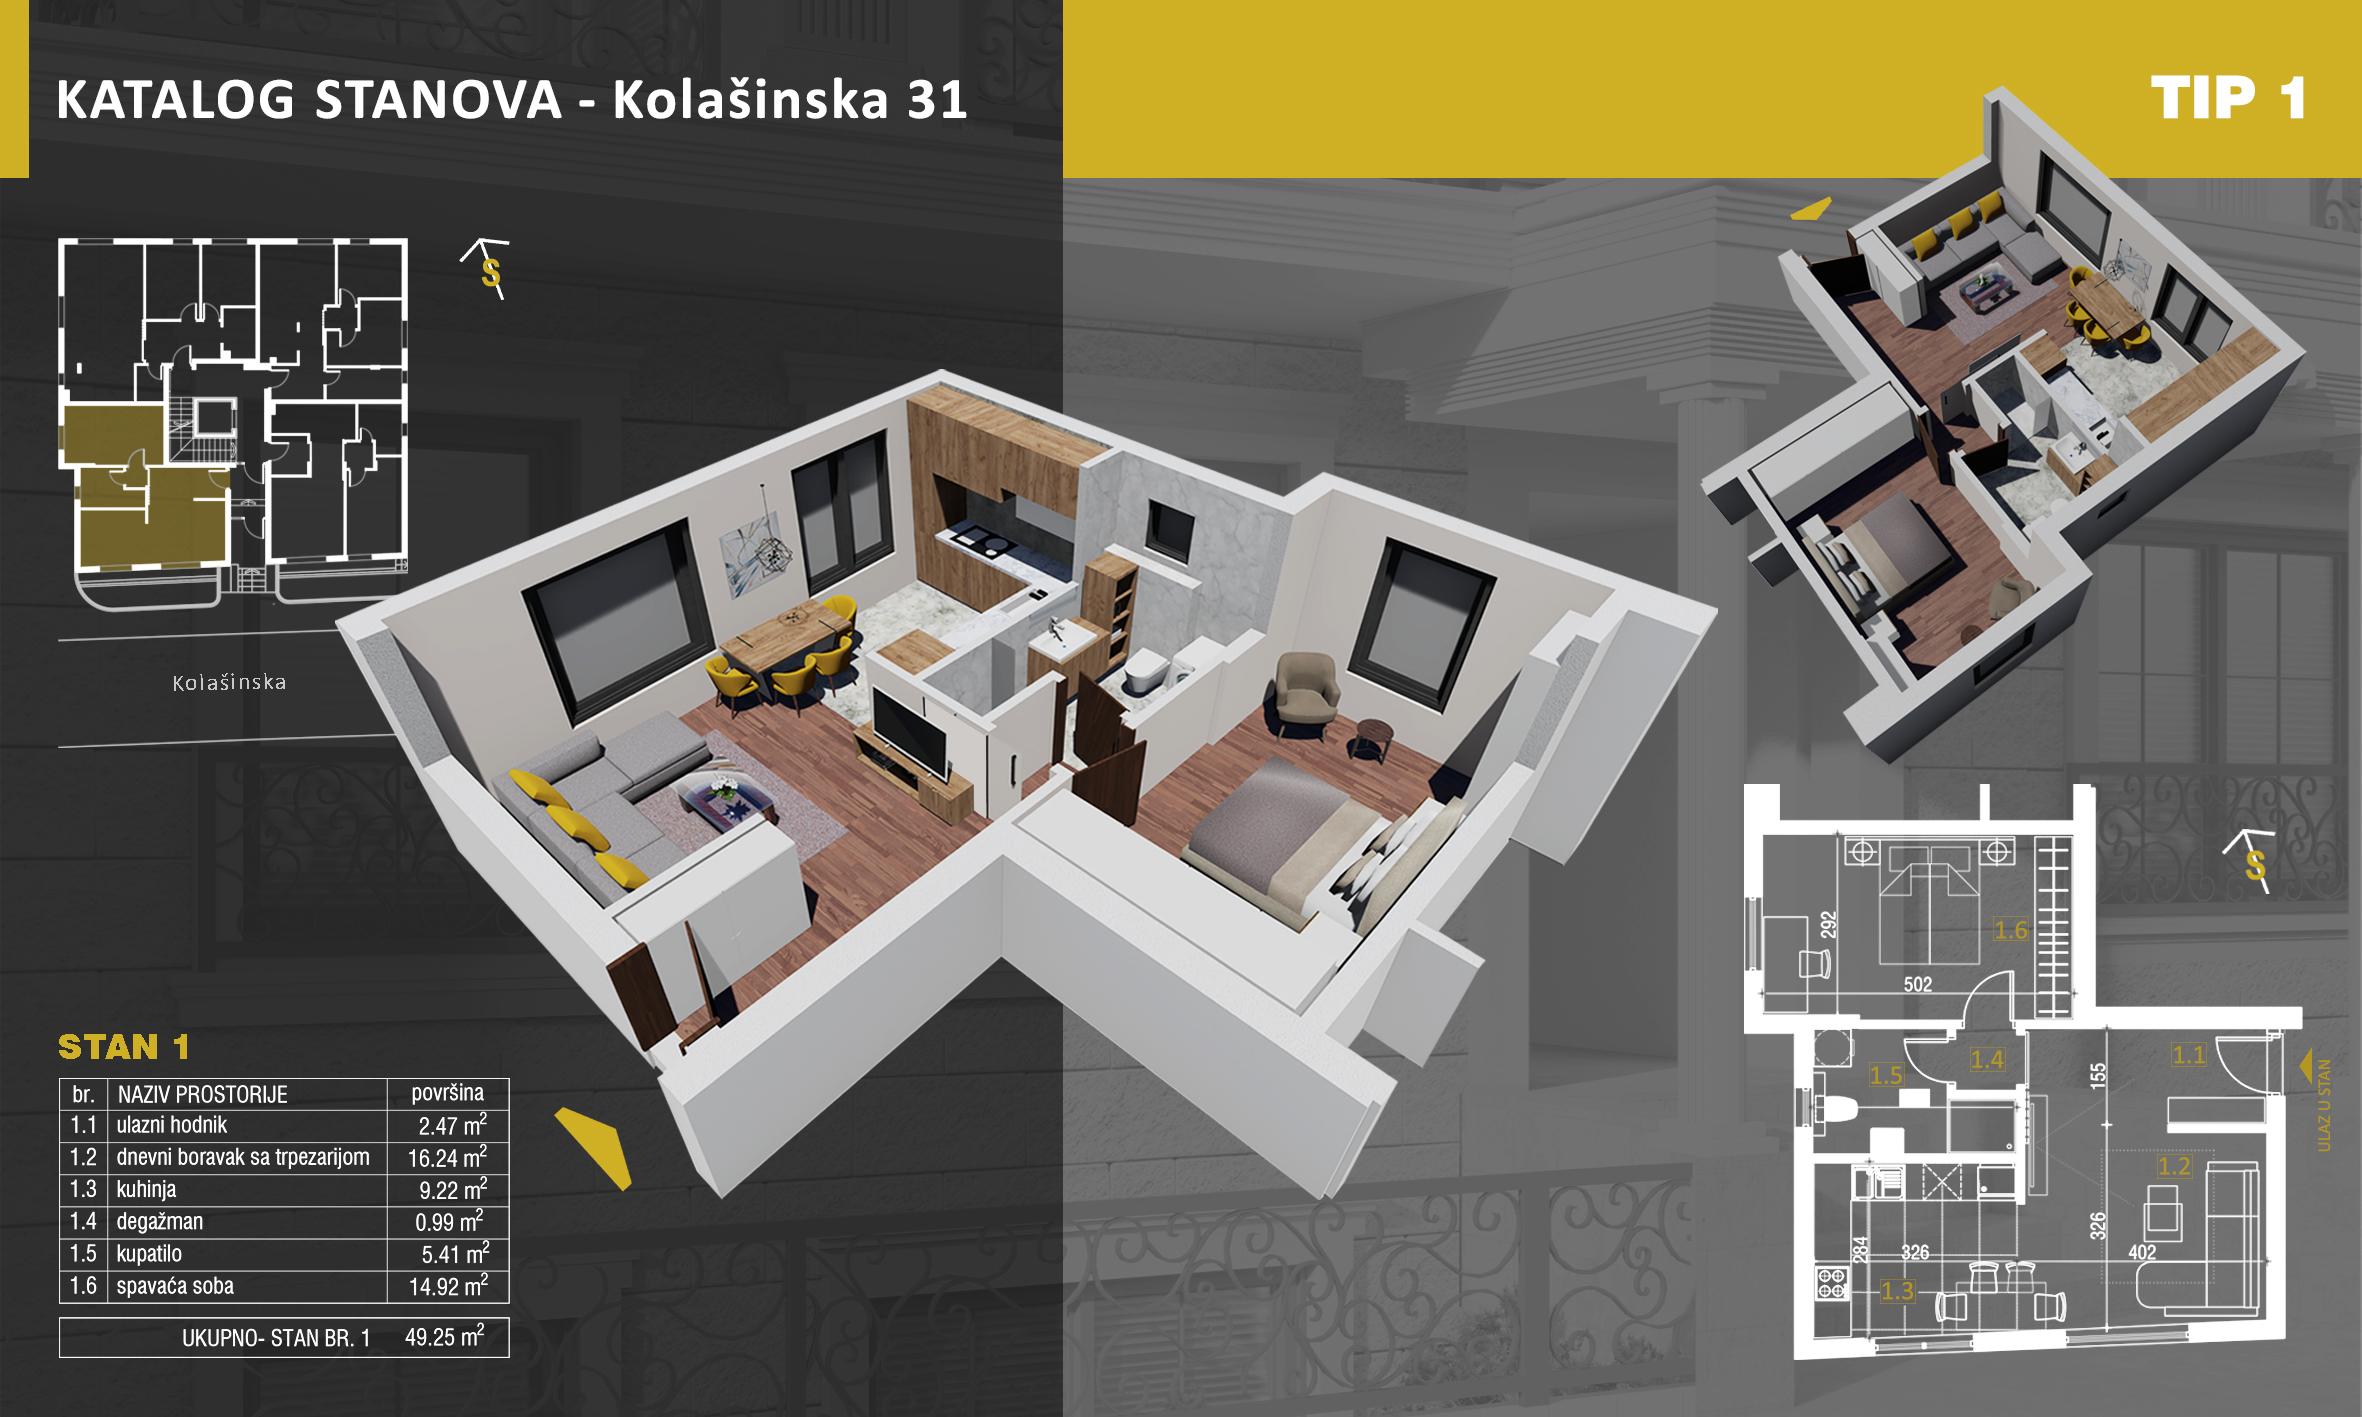 KATALOG STANOVA - Kolašinska 31
TIP 1
S
Kolašinska
STAN 1
br. NAZIV PROSTORIJE površina
1.1 ulazni hodnik 2.47 m²
1.2 dnevni boravak sa trpezarijom 16.24 m²
1.3 kuhinja 9.22 m²
1.4 degažman 0.99 m²
1.5 kupatilo 5.41 m²
1.6 spavaća soba 14.92 m²
UKUPNO- STAN BR. 1 49.25 m²
S
292
1.6
502
1.4
1.1
1.5
155
ULAZ U STAN
1.2
326
284
326
402
1.3